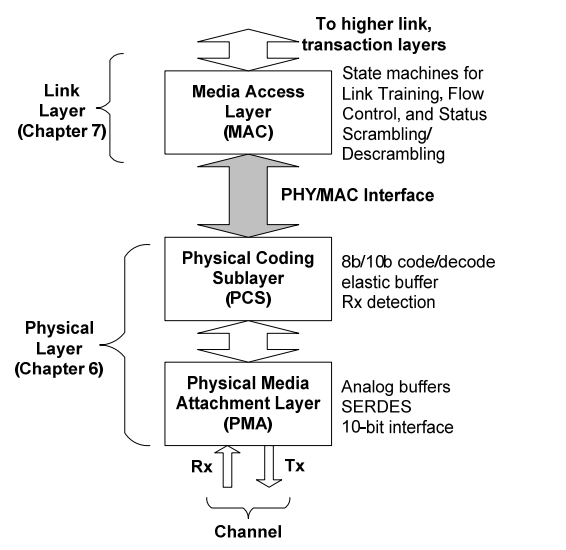 To higher link,
transaction layers
Link
Layer
(Chapter 7)
Media Access
Layer
(MAC)
State machines for
Link Training, Flow
Control, and Status
Scrambling/
Descrambling
PHY/MAC Interface
Physical
Layer
(Chapter 6)
Physical Coding
Sublayer
(PCS)
8b/10b code/decode
elastic buffer
Rx detection
Physical Media
Attachment Layer
(PMA)
Analog buffers
SERDES
10-bit interface
Rx
Tx
Channel